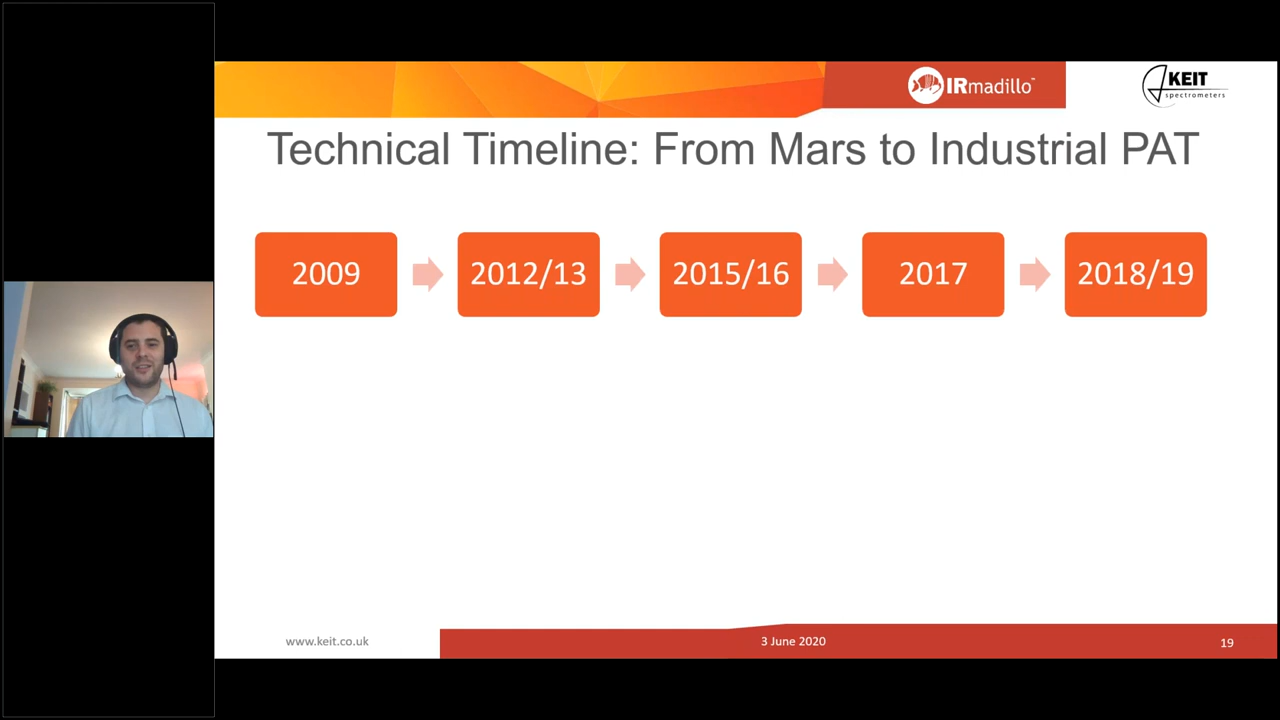 IRmadillo™
KEIT
spectrometers
Technical Timeline: From Mars to Industrial PAT
2009
2012/13
2015/16
2017
2018/19
www.keit.co.uk
3 June 2020
19